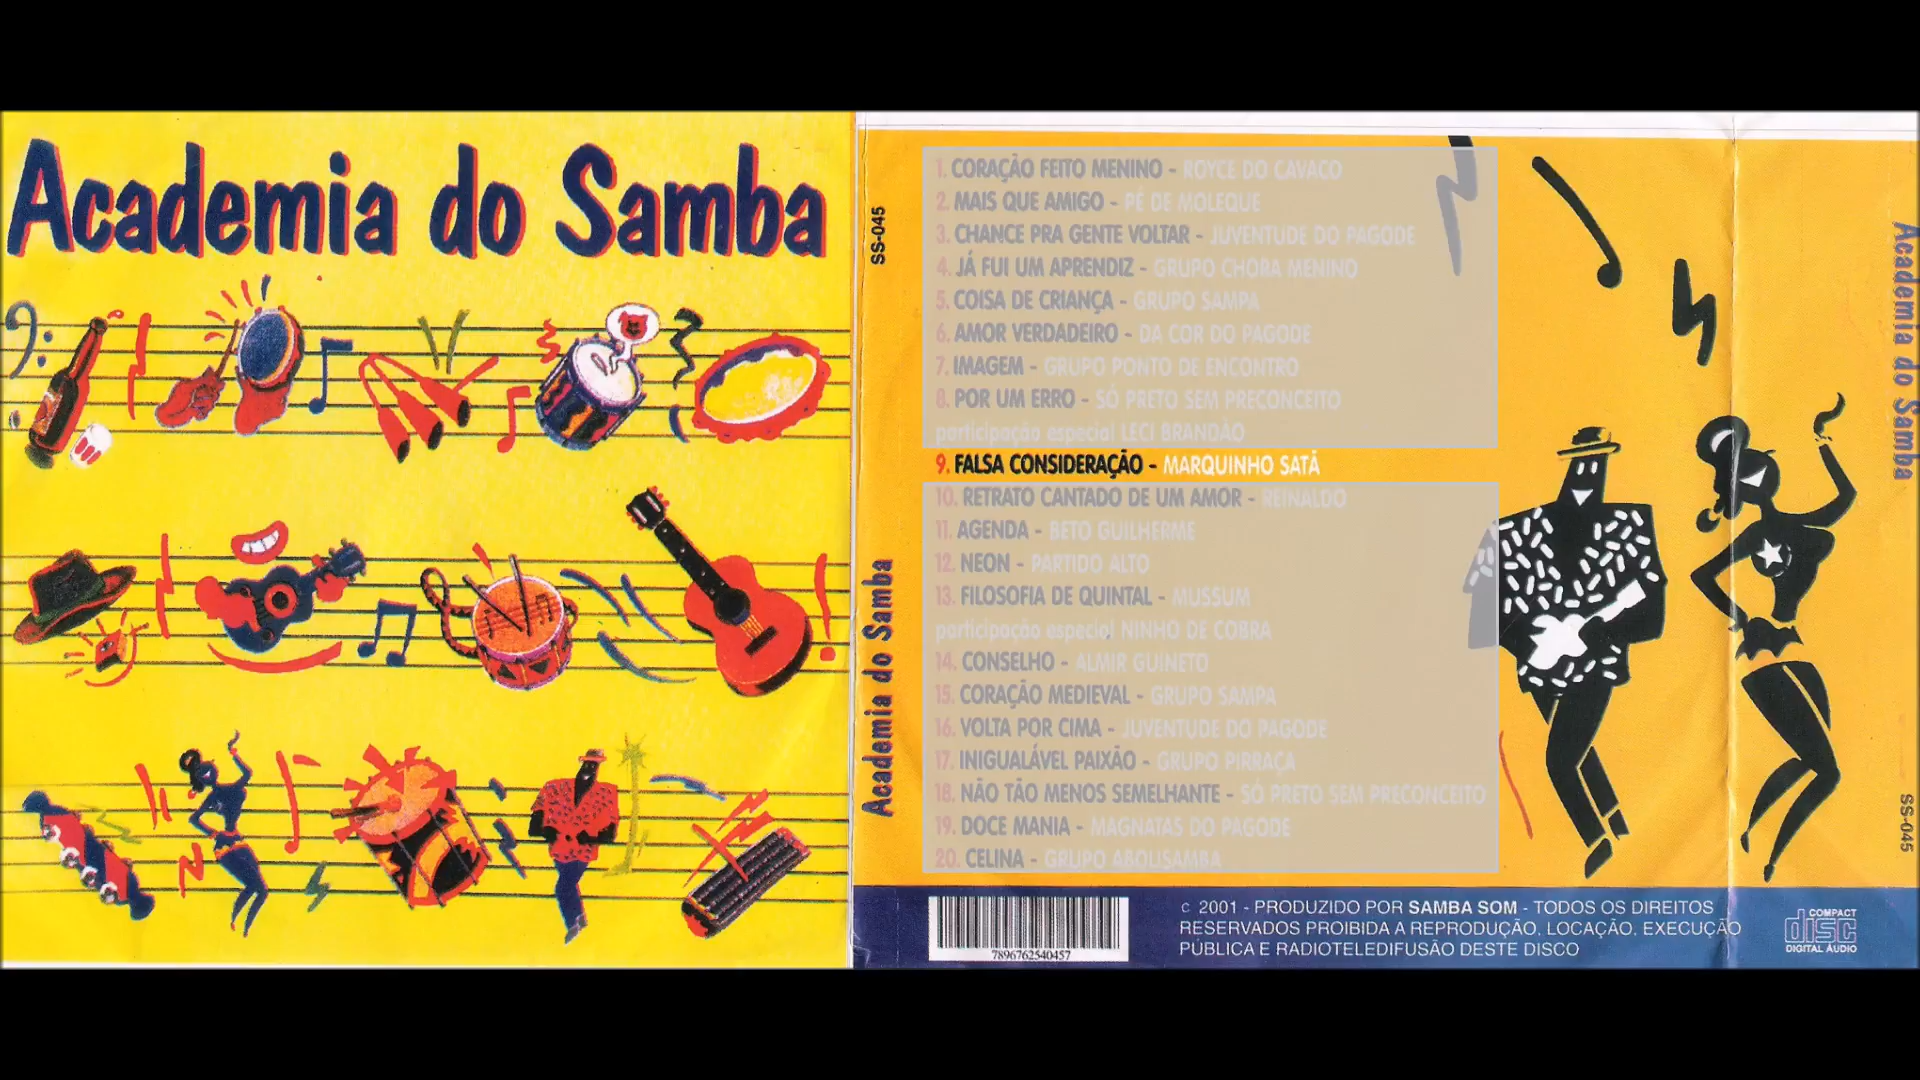 Academia do Samba
SS-045
Academia do Samba
1. CORAÇÃO FEITO MENINO - ROYCE DO CAVACO
2. MAIS QUE AMIGO - PÉ DE MOLEQUE
3. CHANCE PRA GENTE VOLTAR - JUVENTUDE DO PAGODE
4. JÁ FUI UM APRENDIZ - GRUPO CHORA MENINO
5. COISA DE CRIANÇA - GRUPO SAMPA
6. AMOR VERDADEIRO - DA COR DO PAGODE
7. IMAGEM - GRUPO PONTO DE ENCONTRO
8. POR UM ERRO - SÓ PRETO SEM PRECONCEITO
participação especial LECI BRANDÃO
9. FALSA CONSIDERAÇÃO - MARQUINHO SATÃ
10. RETRATO CANTADO DE UM AMOR - REINALDO
11. AGENDA - BETO GUILHERME
12. NEON - PARTIDO ALTO
13. FILOSOFIA DE QUINTAL - MUSSUM
participação especial NINHO DE COBRA
14. CONSELHO - ALMIR GUINETO
15. CORAÇÃO MEDIEVAL - GRUPO SAMPA
16. VOLTA POR CIMA - JUVENTUDE DO PAGODE
17. INIGUALÁVEL PAIXÃO - GRUPO PIRRAÇA
18. NÃO TÃO MENOS SEMELHANTE - SÓ PRETO SEM PRECONCEITO
19. DOCE MANIA - MAGNATAS DO PAGODE
20. CELINA - GRUPO ABOLISAMBA
7896762540457
c 2001 - PRODUZIDO POR SAMBA SOM - TODOS OS DIREITOS
RESERVADOS PROIBIDA A REPRODUÇÃO, LOCAÇÃO, EXECUÇÃO
PÚBLICA E RADIOTELEDIFUSÃO DESTE DISCO
COMPACT
disc
DIGITAL AUDIO
Academia do Samba
SS-045